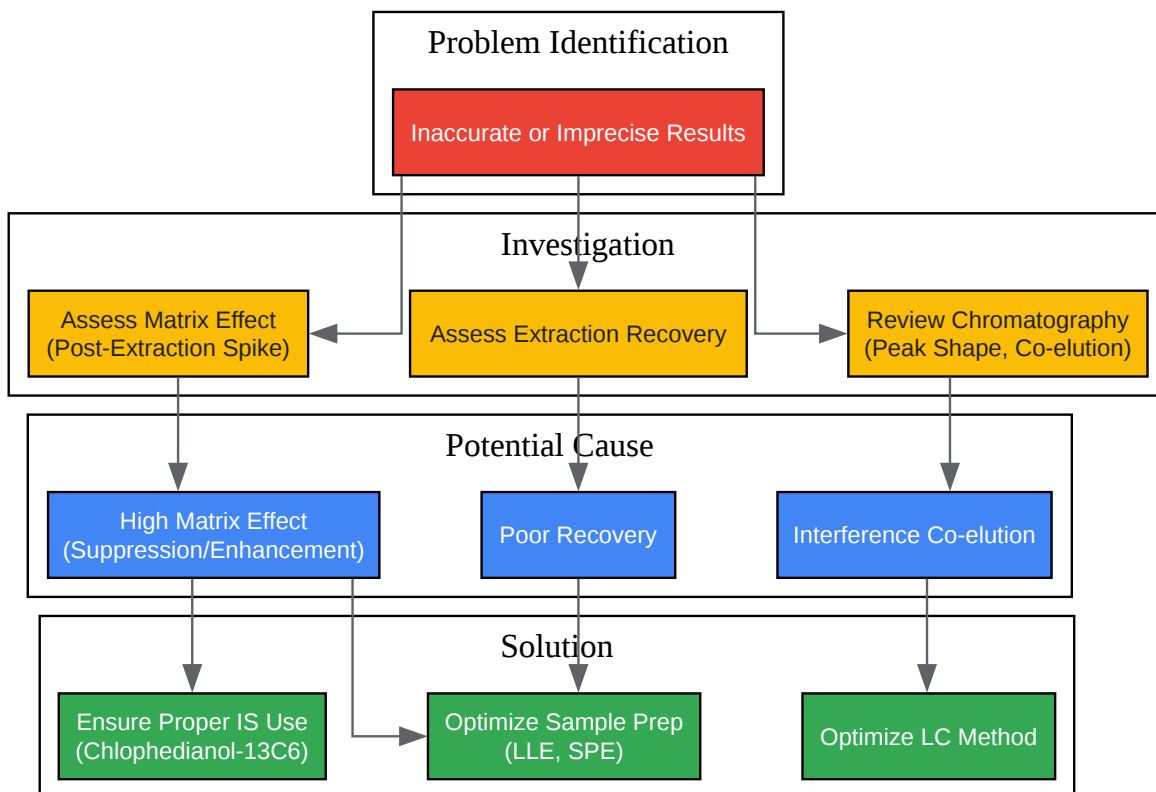 Problem Identification
Inaccurate or Imprecise Results
Investigation
Assess Matrix Effect
(Post-Extraction Spike)
Assess Extraction Recovery
Review Chromatography
(Peak Shape, Co-elution)
Potential Cause
High Matrix Effect
(Suppression/Enhancement)
Poor Recovery
Interference Co-elution
Solution
Ensure Proper IS Use
(Chlophedianol-13C6)
Optimize Sample Prep
(LLE, SPE)
Optimize LC Method